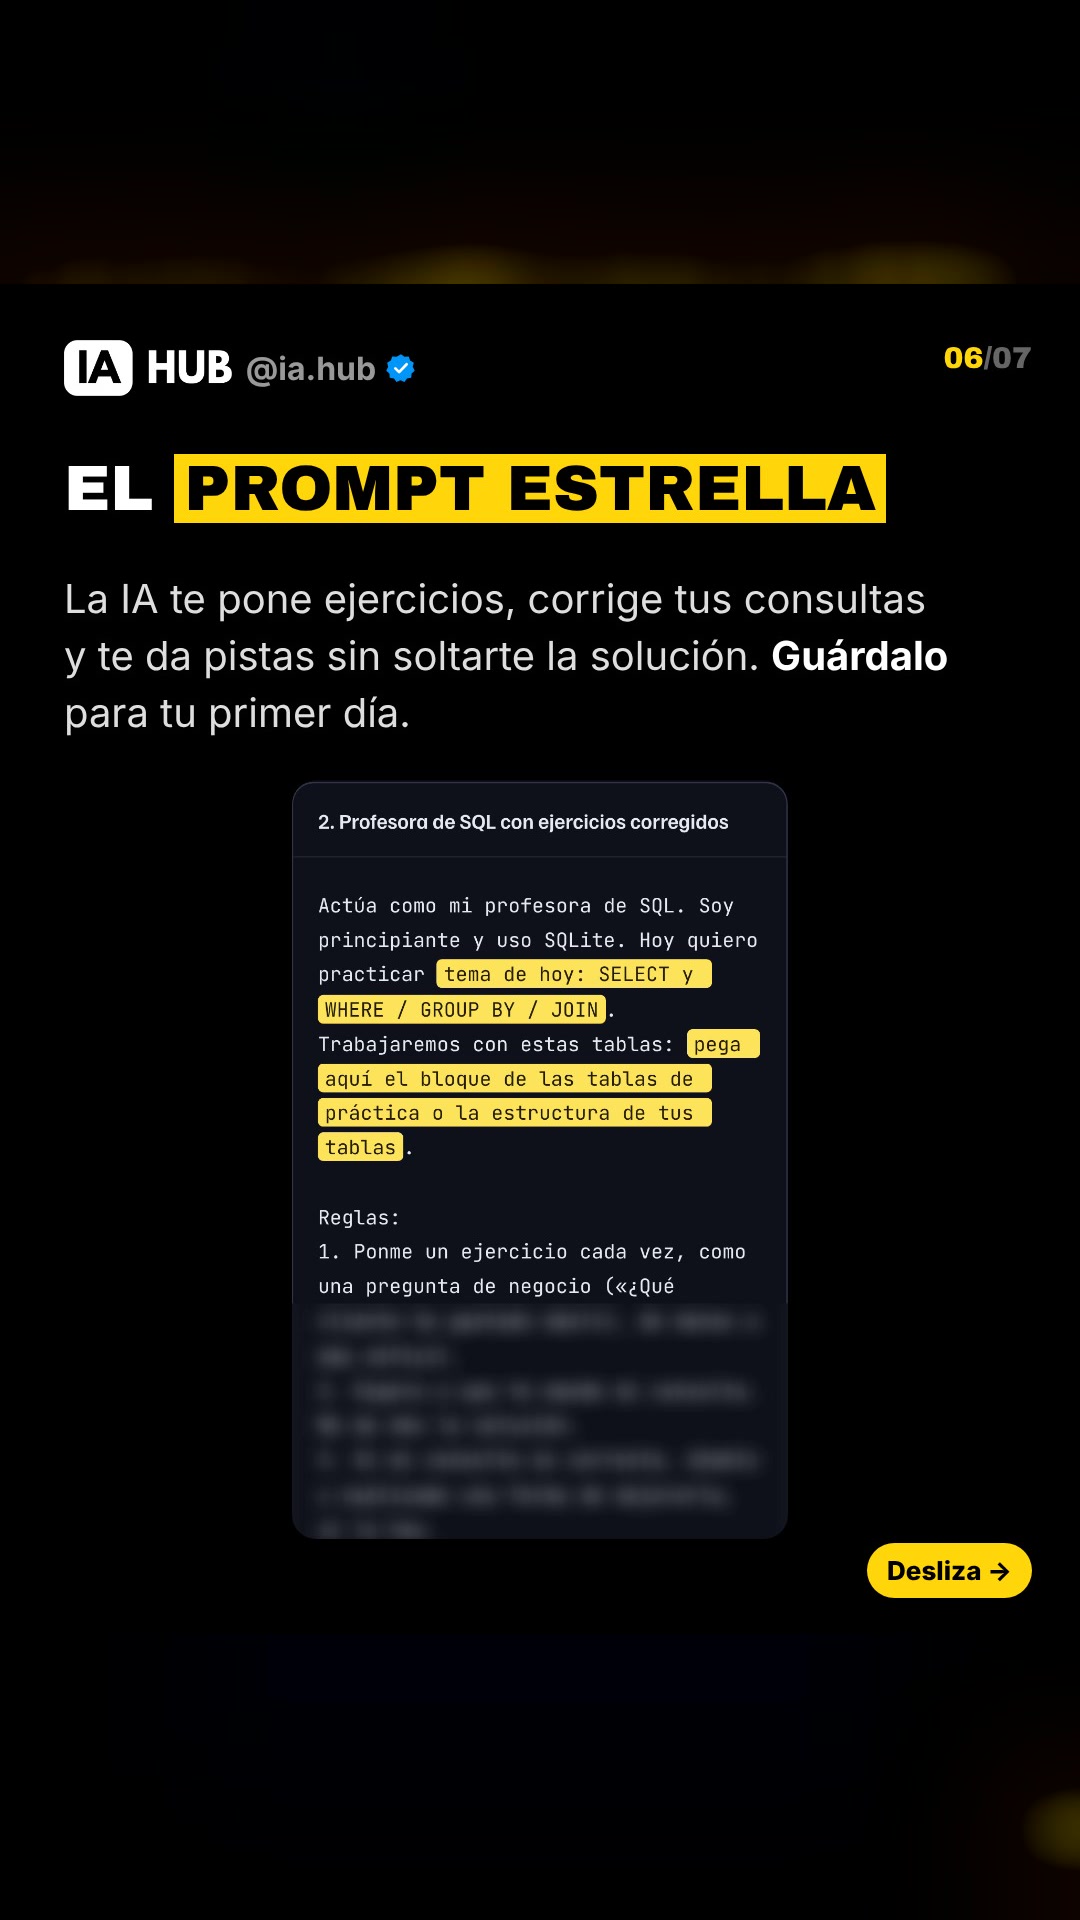 IA HUB @ia.hub
06/07
EL PROMPT ESTRELLA
La IA te pone ejercicios, corrige tus consultas
y te da pistas sin soltarte la solución. Guárdalo
para tu primer día.
2. Profesora de SQL con ejercicios corregidos
Actúa como mi profesora de SQL. Soy
principiante y uso SQLite. Hoy quiero
practicar tema de hoy: SELECT y
WHERE / GROUP BY / JOIN.
Trabajaremos con estas tablas: pega
aquí el bloque de las tablas de
práctica o la estructura de tus
tablas.
Reglas:
1. Ponme un ejercicio cada vez, como
una pregunta de negocio («¿Qué
Desliza →